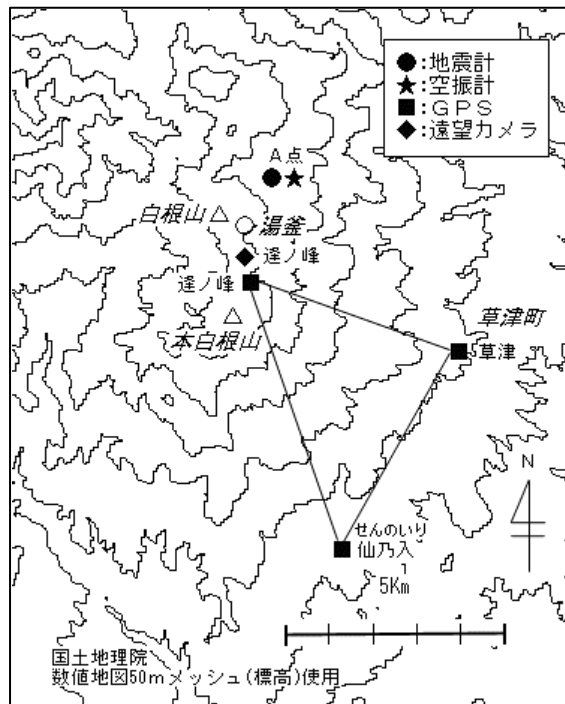 ●:地震計
★:空振計
■:GPS
◆:遠望カメラ
A点
白根山
湯釜
逢ノ峰
逢ノ峰
本白根山
草津町
草津
N
せんのいり
仙乃入
5Km
国土地理院
数値地図50mメッシュ(標高)使用